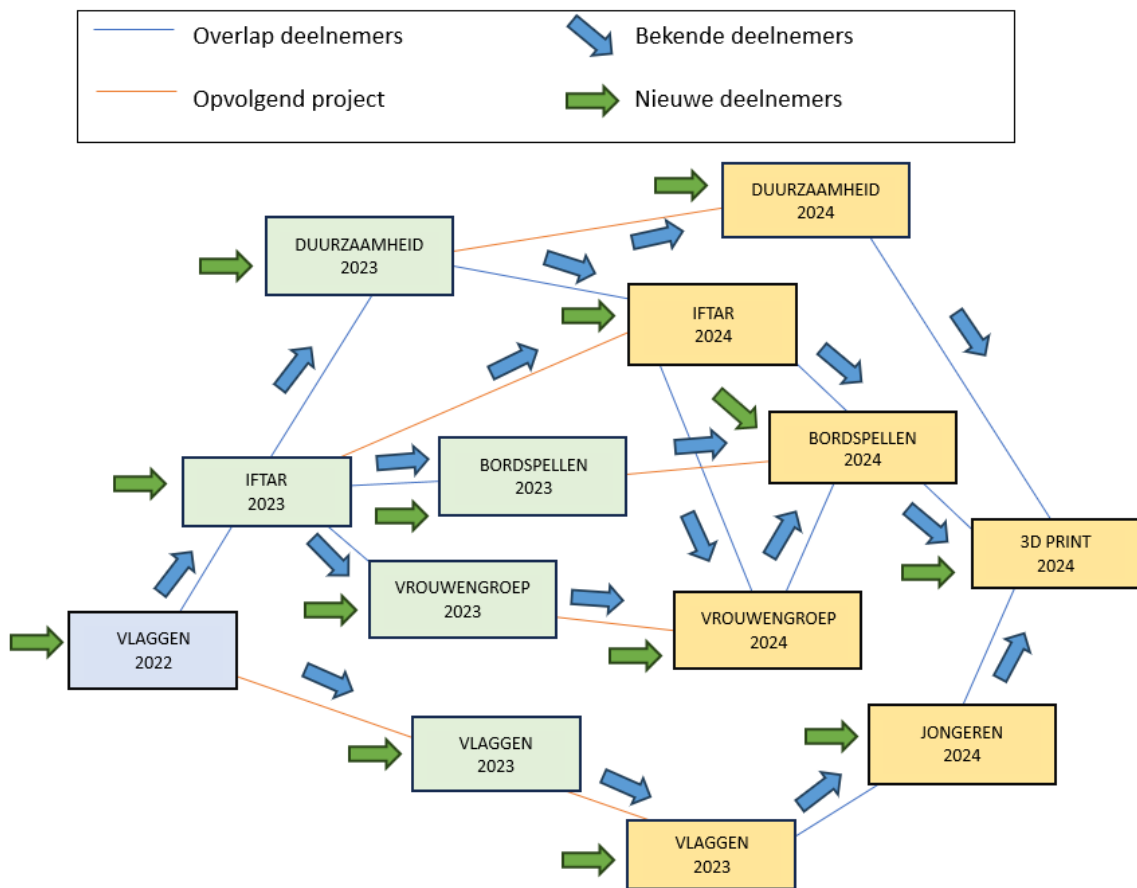 Overlap deelnemers
Bekende deelnemers
Opvolgend project
Nieuwe deelnemers
DUURZAAMHEID
2024
DUURZAAMHEID
2023
IFTAR
2024
BORDSPELLEN
2024
BORDSPELLEN
2023
IFTAR
2023
3D PRINT
2024
VROUWENGROEP
2023
VROUWENGROEP
2024
VLAGGEN
2022
VLAGGEN
2023
JONGEREN
2024
VLAGGEN
2023